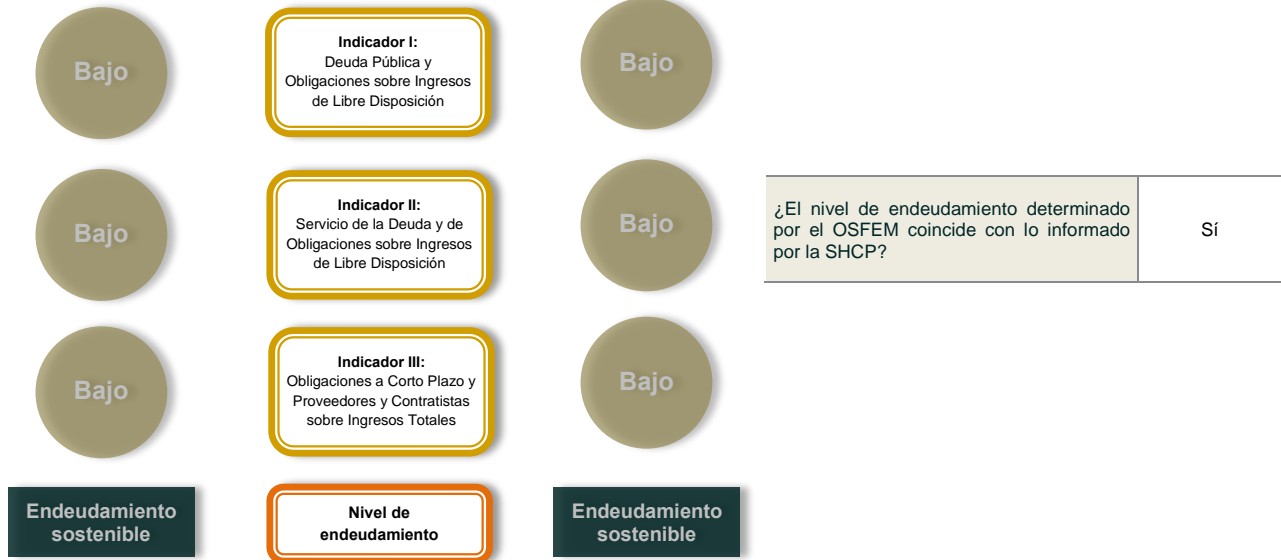 Bajo
Indicador I:
Deuda Pública y
Obligaciones sobre Ingresos
de Libre Disposición
Bajo
Bajo
Indicador II:
Servicio de la Deuda y de
Obligaciones sobre Ingresos
de Libre Disposición
Bajo
¿El nivel de endeudamiento determinado
por el OSFEM coincide con lo informado
por la SHCP?
Sí
Bajo
Indicador III:
Obligaciones a Corto Plazo y
Proveedores y Contratistas
sobre Ingresos Totales
Bajo
Endeudamiento
sostenible
Nivel de
endeudamiento
Endeudamiento
sostenible